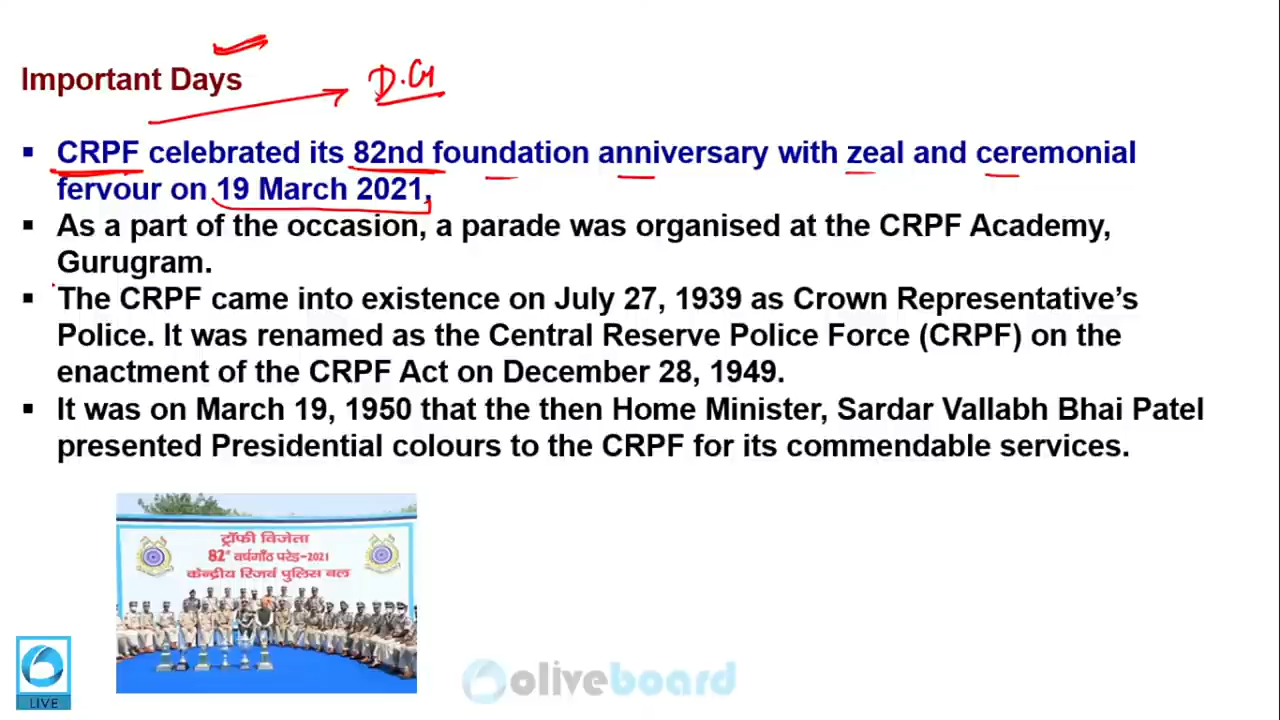 Important Days
D.G
CRPF celebrated its 82nd foundation anniversary with zeal and ceremonial
fervour on 19 March 2021,
As a part of the occasion, a parade was organised at the CRPF Academy,
Gurugram.
The CRPF came into existence on July 27, 1939 as Crown Representative’s
Police. It was renamed as the Central Reserve Police Force (CRPF) on the
enactment of the CRPF Act on December 28, 1949.
It was on March 19, 1950 that the then Home Minister, Sardar Vallabh Bhai Patel
presented Presidential colours to the CRPF for its commendable services.
ट्रॉफी विजेता
82वीं वर्षगाँठ परेड-2021
केन्द्रीय रिजर्व पुलिस बल
LIVE
oliveboard